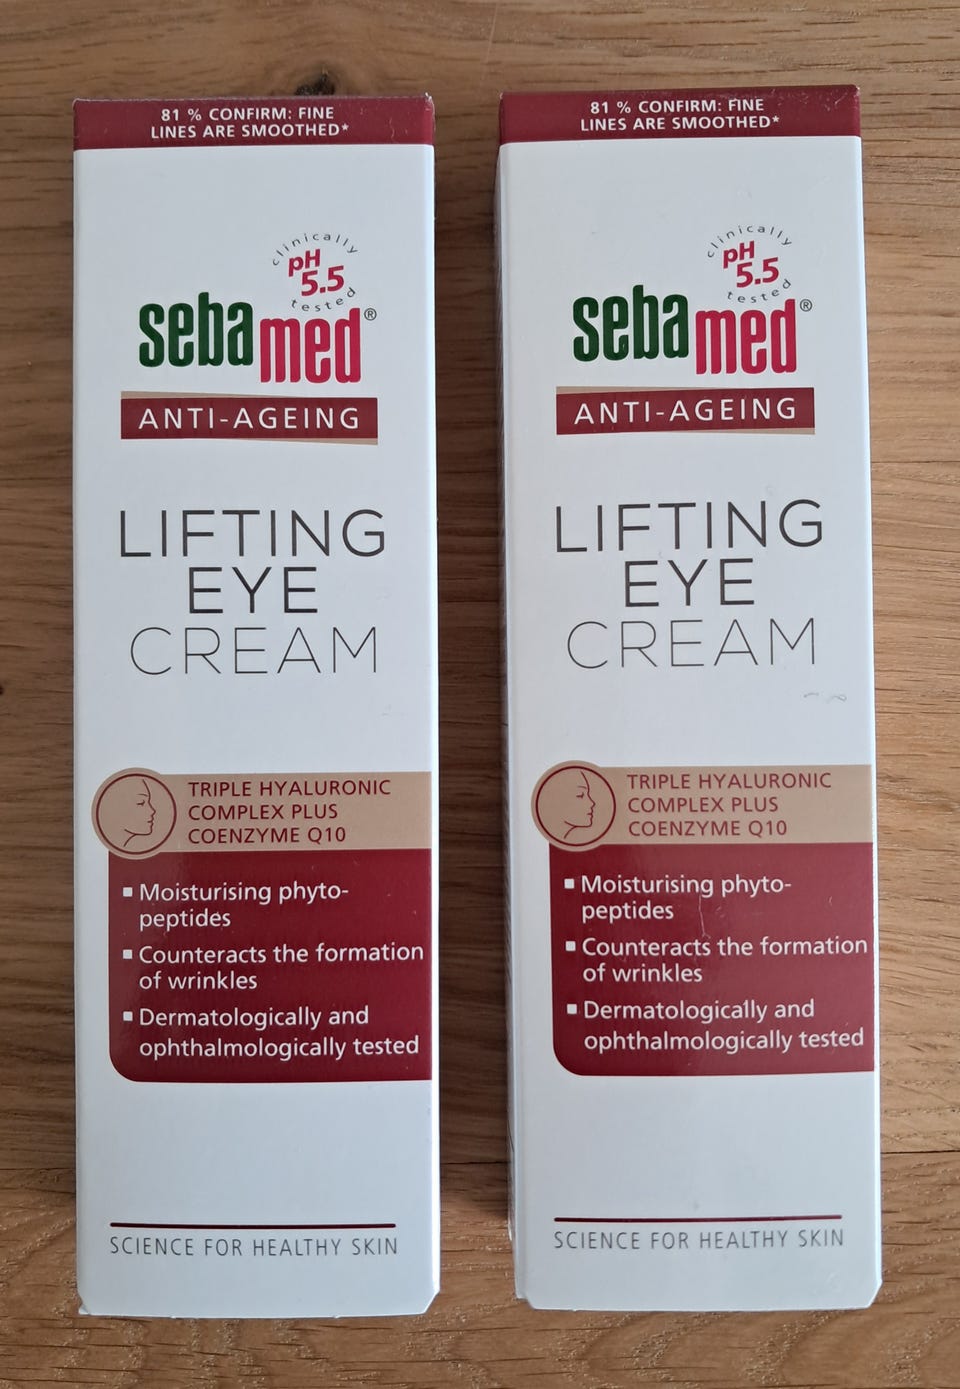 81 % CONFIRM: FINE
LINES ARE SMOOTHED*
clinically
pH
5.5
tested
sebamed®
ANTI-AGEING
LIFTING
EYE
CREAM
TRIPLE HYALURONIC
COMPLEX PLUS
COENZYME Q10
▪ Moisturising phyto-
peptides
▪ Counteracts the formation
of wrinkles
▪ Dermatologically and
ophthalmologically tested
SCIENCE FOR HEALTHY SKIN
81 % CONFIRM: FINE
LINES ARE SMOOTHED*
clinically
pH
5.5
tested
sebamed®
ANTI-AGEING
LIFTING
EYE
CREAM
TRIPLE HYALURONIC
COMPLEX PLUS
COENZYME Q10
▪ Moisturising phyto-
peptides
▪ Counteracts the formation
of wrinkles
▪ Dermatologically and
ophthalmologically tested
SCIENCE FOR HEALTHY SKIN